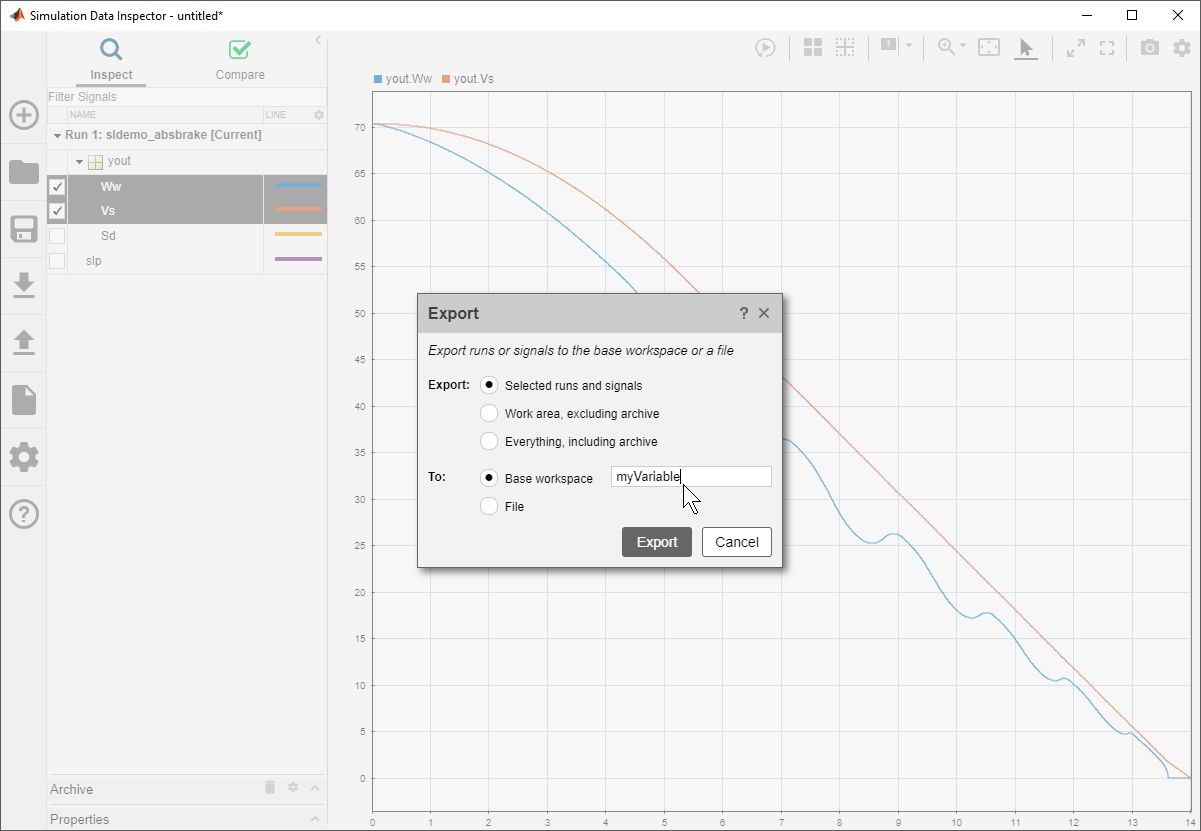 Simulation Data Inspector - untitled*
Inspect
Compare
Filter Signals
NAME
LINE
Run 1: sldemo_absbrake [Current]
yout
Ww
Vs
Sd
slp
Archive
Properties
1
yout.Ww yout.Vs
70
65
60
55
50
45
40
35
30
25
20
15
10
5
0
0 1 2 3 4 5 6 7 8 9 10 11 12 13 14
Export
?
Export runs or signals to the base workspace or a file
Export: Selected runs and signals
Work area, excluding archive
Everything, including archive
To: Base workspace myVariable
File
Export Cancel